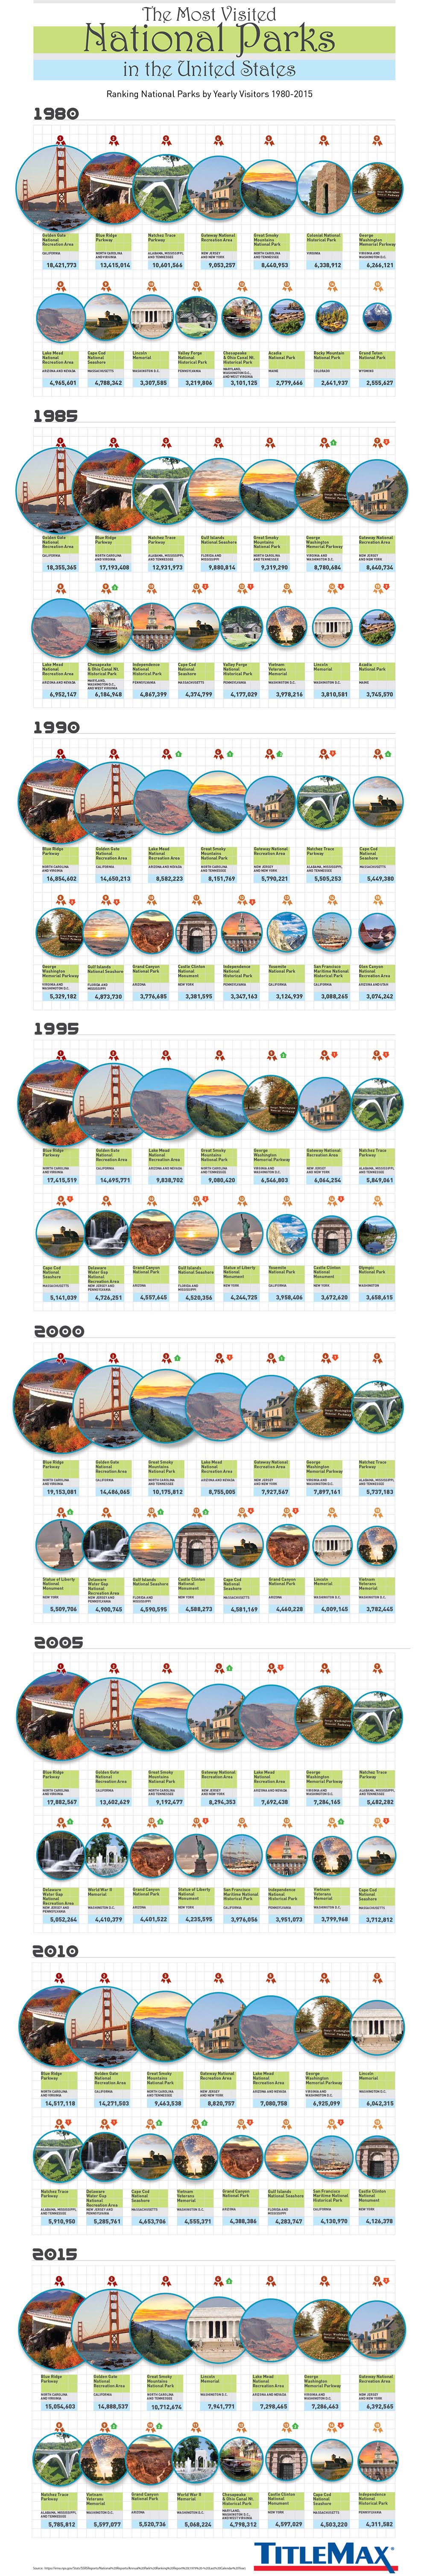 The Most Visited
National Parks
in the United States
Ranking National Parks by Yearly Visitors 1980-2015
1980
Golden Gate National Recreation Area
CALIFORNIA
18,421,773
Blue Ridge Parkway
NORTH CAROLINA AND VIRGINIA
13,415,014
Natchez Trace Parkway
ALABAMA, MISSISSIPPI, AND TENNESSEE
10,601,566
Gateway National Recreation Area
NEW JERSEY AND NEW YORK
9,053,257
Great Smoky Mountains National Park
NORTH CAROLINA AND TENNESSEE
8,440,953
Colonial National Historical Park
VIRGINIA
6,338,912
George Washington Memorial Parkway
VIRGINIA AND WASHINGTON D.C.
6,266,121
Lake Mead National Recreation Area
ARIZONA AND NEVADA
4,965,601
Cape Cod National Seashore
MASSACHUSETTS
4,788,342
Lincoln Memorial
WASHINGTON D.C.
3,307,585
Valley Forge National Historical Park
PENNSYLVANIA
3,219,806
Chesapeake & Ohio Canal Nt. Historical Park
MARYLAND, WASHINGTON D.C., AND WEST VIRGINIA
3,101,125
Acadia National Park
MAINE
2,779,666
Rocky Mountain National Park
COLORADO
2,641,937
Grand Teton National Park
WYOMING
2,555,627
1985
Golden Gate National Recreation Area
CALIFORNIA
18,355,365
Blue Ridge Parkway
NORTH CAROLINA AND VIRGINIA
17,193,408
Natchez Trace Parkway
ALABAMA, MISSISSIPPI, AND TENNESSEE
12,931,973
Gulf Islands National Seashore
FLORIDA AND MISSISSIPPI
9,880,814
Great Smoky Mountains National Park
NORTH CAROLINA AND TENNESSEE
9,319,290
George Washington Memorial Parkway
VIRGINIA AND WASHINGTON D.C.
8,780,684
Gateway National Recreation Area
NEW JERSEY AND NEW YORK
8,640,734
Lake Mead National Recreation Area
ARIZONA AND NEVADA
6,952,147
Chesapeake & Ohio Canal Nt. Historical Park
MARYLAND, WASHINGTON D.C., AND WEST VIRGINIA
6,184,948
Independence National Historical Park
PENNSYLVANIA
4,867,399
Cape Cod National Seashore
MASSACHUSETTS
4,374,799
Valley Forge National Historical Park
PENNSYLVANIA
4,177,029
Vietnam Veterans Memorial
WASHINGTON D.C.
3,978,216
Lincoln Memorial
WASHINGTON D.C.
3,810,581
Acadia National Park
MAINE
3,745,570
1990
Blue Ridge Parkway
NORTH CAROLINA AND VIRGINIA
16,854,602
Golden Gate National Recreation Area
CALIFORNIA
14,650,213
Lake Mead National Recreation Area
ARIZONA AND NEVADA
8,582,223
Great Smoky Mountains National Park
NORTH CAROLINA AND TENNESSEE
8,151,769
Gateway National Recreation Area
NEW JERSEY AND NEW YORK
5,790,221
Natchez Trace Parkway
ALABAMA, MISSISSIPPI, AND TENNESSEE
5,505,253
Cape Cod National Seashore
MASSACHUSETTS
5,449,380
George Washington Memorial Parkway
VIRGINIA AND WASHINGTON D.C.
5,329,182
Gulf Islands National Seashore
FLORIDA AND MISSISSIPPI
4,873,730
Grand Canyon National Park
ARIZONA
3,776,685
Castle Clinton National Monument
NEW YORK
3,381,595
Independence National Historical Park
PENNSYLVANIA
3,347,163
Yosemite National Park
CALIFORNIA
3,124,939
San Francisco Maritime National Historical Park
CALIFORNIA
3,088,265
Glen Canyon National Recreation Area
ARIZONA AND UTAH
3,074,242
1995
Blue Ridge Parkway
NORTH CAROLINA AND VIRGINIA
17,415,519
Golden Gate National Recreation Area
CALIFORNIA
14,695,771
Lake Mead National Recreation Area
ARIZONA AND NEVADA
9,838,702
Great Smoky Mountains National Park
NORTH CAROLINA AND TENNESSEE
9,080,420
George Washington Memorial Parkway
VIRGINIA AND WASHINGTON D.C.
6,546,803
Gateway National Recreation Area
NEW JERSEY AND NEW YORK
6,064,254
Natchez Trace Parkway
ALABAMA, MISSISSIPPI, AND TENNESSEE
5,849,061
Cape Cod National Seashore
MASSACHUSETTS
5,141,039
Delaware Water Gap National Recreation Area
NEW JERSEY AND PENNSYLVANIA
4,726,251
Grand Canyon National Park
ARIZONA
4,557,645
Gulf Islands National Seashore
FLORIDA AND MISSISSIPPI
4,520,356
Statue of Liberty National Monument
NEW YORK
4,244,725
Yosemite National Park
CALIFORNIA
3,958,406
Castle Clinton National Monument
NEW YORK
3,672,620
Olympic National Park
WASHINGTON
3,658,615
2000
Blue Ridge Parkway
NORTH CAROLINA AND VIRGINIA
19,153,081
Golden Gate National Recreation Area
CALIFORNIA
14,486,065
Great Smoky Mountains National Park
NORTH CAROLINA AND TENNESSEE
10,175,812
Lake Mead National Recreation Area
ARIZONA AND NEVADA
8,755,005
Gateway National Recreation Area
NEW JERSEY AND NEW YORK
7,927,567
George Washington Memorial Parkway
VIRGINIA AND WASHINGTON D.C.
7,897,161
Natchez Trace Parkway
ALABAMA, MISSISSIPPI, AND TENNESSEE
5,737,183
Statue of Liberty National Monument
NEW YORK
5,509,706
Delaware Water Gap National Recreation Area
NEW JERSEY AND PENNSYLVANIA
4,900,745
Gulf Islands National Seashore
FLORIDA AND MISSISSIPPI
4,590,595
Castle Clinton National Monument
NEW YORK
4,588,273
Cape Cod National Seashore
MASSACHUSETTS
4,581,169
Grand Canyon National Park
ARIZONA
4,460,228
Lincoln Memorial
WASHINGTON D.C.
4,009,145
Vietnam Veterans Memorial
WASHINGTON D.C.
3,782,445
2005
Blue Ridge Parkway
NORTH CAROLINA AND VIRGINIA
17,882,567
Golden Gate National Recreation Area
CALIFORNIA
13,602,629
Great Smoky Mountains National Park
NORTH CAROLINA AND TENNESSEE
9,192,477
Gateway National Recreation Area
NEW JERSEY AND NEW YORK
8,294,353
Lake Mead National Recreation Area
ARIZONA AND NEVADA
7,692,438
George Washington Memorial Parkway
VIRGINIA AND WASHINGTON D.C.
7,284,165
Natchez Trace Parkway
ALABAMA, MISSISSIPPI, AND TENNESSEE
5,482,282
Delaware Water Gap National Recreation Area
NEW JERSEY AND PENNSYLVANIA
5,052,264
World War II Memorial
WASHINGTON D.C.
4,410,379
Grand Canyon National Park
ARIZONA
4,401,522
Statue of Liberty National Monument
NEW YORK
4,235,595
San Francisco Maritime National Historical Park
CALIFORNIA
3,976,056
Independence National Historical Park
PENNSYLVANIA
3,951,073
Vietnam Veterans Memorial
WASHINGTON D.C.
3,799,968
Cape Cod National Seashore
MASSACHUSETTS
3,712,812
2010
Blue Ridge Parkway
NORTH CAROLINA AND VIRGINIA
14,517,118
Golden Gate National Recreation Area
CALIFORNIA
14,271,503
Great Smoky Mountains National Park
NORTH CAROLINA AND TENNESSEE
9,463,538
Gateway National Recreation Area
NEW JERSEY AND NEW YORK
8,820,757
Lake Mead National Recreation Area
ARIZONA AND NEVADA
7,080,758
George Washington Memorial Parkway
VIRGINIA AND WASHINGTON D.C.
6,925,099
Lincoln Memorial
WASHINGTON D.C.
6,042,315
Natchez Trace Parkway
ALABAMA, MISSISSIPPI, AND TENNESSEE
5,910,950
Delaware Water Gap National Recreation Area
NEW JERSEY AND PENNSYLVANIA
5,285,761
Cape Cod National Seashore
MASSACHUSETTS
4,653,706
Vietnam Veterans Memorial
WASHINGTON D.C.
4,555,371
Grand Canyon National Park
ARIZONA
4,388,386
Gulf Islands National Seashore
FLORIDA AND MISSISSIPPI
4,283,747
San Francisco Maritime National Historical Park
CALIFORNIA
4,130,970
Castle Clinton National Monument
NEW YORK
4,126,378
2015
Blue Ridge Parkway
NORTH CAROLINA AND VIRGINIA
15,054,603
Golden Gate National Recreation Area
CALIFORNIA
14,888,537
Great Smoky Mountains National Park
NORTH CAROLINA AND TENNESSEE
10,712,674
Lincoln Memorial
WASHINGTON D.C.
7,941,771
Lake Mead National Recreation Area
ARIZONA AND NEVADA
7,298,465
George Washington Memorial Parkway
VIRGINIA AND WASHINGTON D.C.
7,286,463
Gateway National Recreation Area
NEW JERSEY AND NEW YORK
6,392,565
Natchez Trace Parkway
ALABAMA, MISSISSIPPI, AND TENNESSEE
5,785,812
Vietnam Veterans Memorial
WASHINGTON D.C.
5,597,077
Grand Canyon National Park
ARIZONA
5,520,736
World War II Memorial
WASHINGTON D.C.
5,068,224
Chesapeake & Ohio Canal Nt. Historical Park
MARYLAND, WASHINGTON D.C., AND WEST VIRGINIA
4,798,312
Castle Clinton National Monument
NEW YORK
4,597,029
Cape Cod National Seashore
MASSACHUSETTS
4,503,220
Independence National Historical Park
PENNSYLVANIA
4,311,582
TITLEMAX®